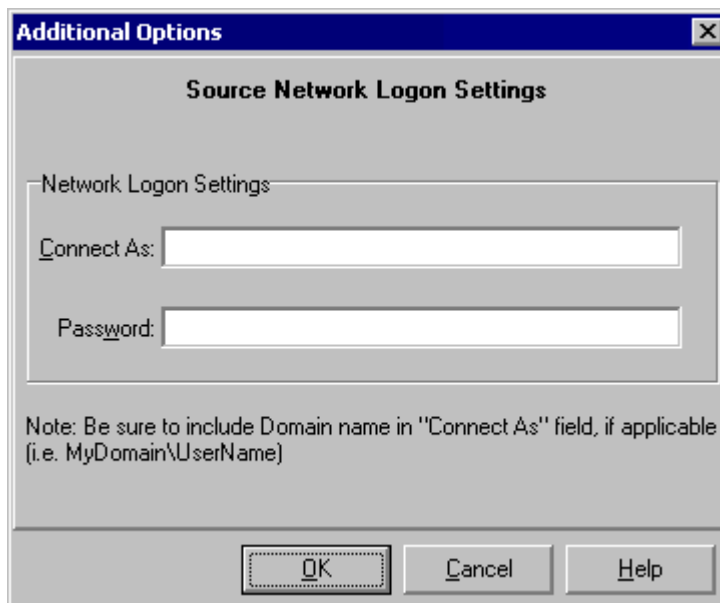 Additional Options
Source Network Logon Settings
Network Logon Settings
Connect As:
Password:
Note: Be sure to include Domain name in "Connect As" field, if applicable
(i.e. MyDomain\UserName)
OK Cancel Help